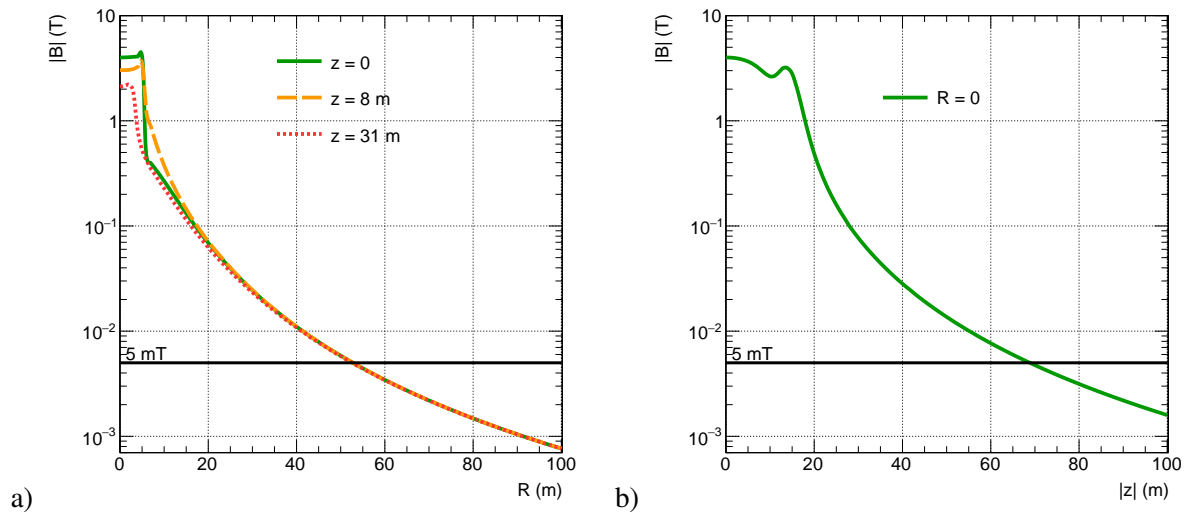 |B| (T)
10
1
10⁻¹
10⁻²
10⁻³
z = 0
z = 8 m
z = 31 m
5 mT
0 20 40 60 80 100
R (m)
a)
|B| (T)
10
1
10⁻¹
10⁻²
10⁻³
R = 0
5 mT
0 20 40 60 80 100
|z| (m)
b)